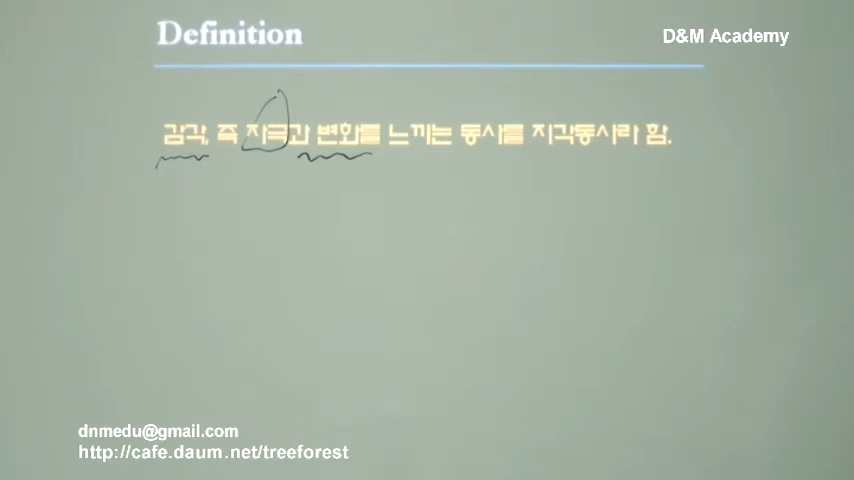 Definition
D&M Academy
감각, 즉 자극과 변화를 느끼는 동사를 지각동사라 함.
dnmedu@gmail.com
http://cafe.daum.net/treeforest